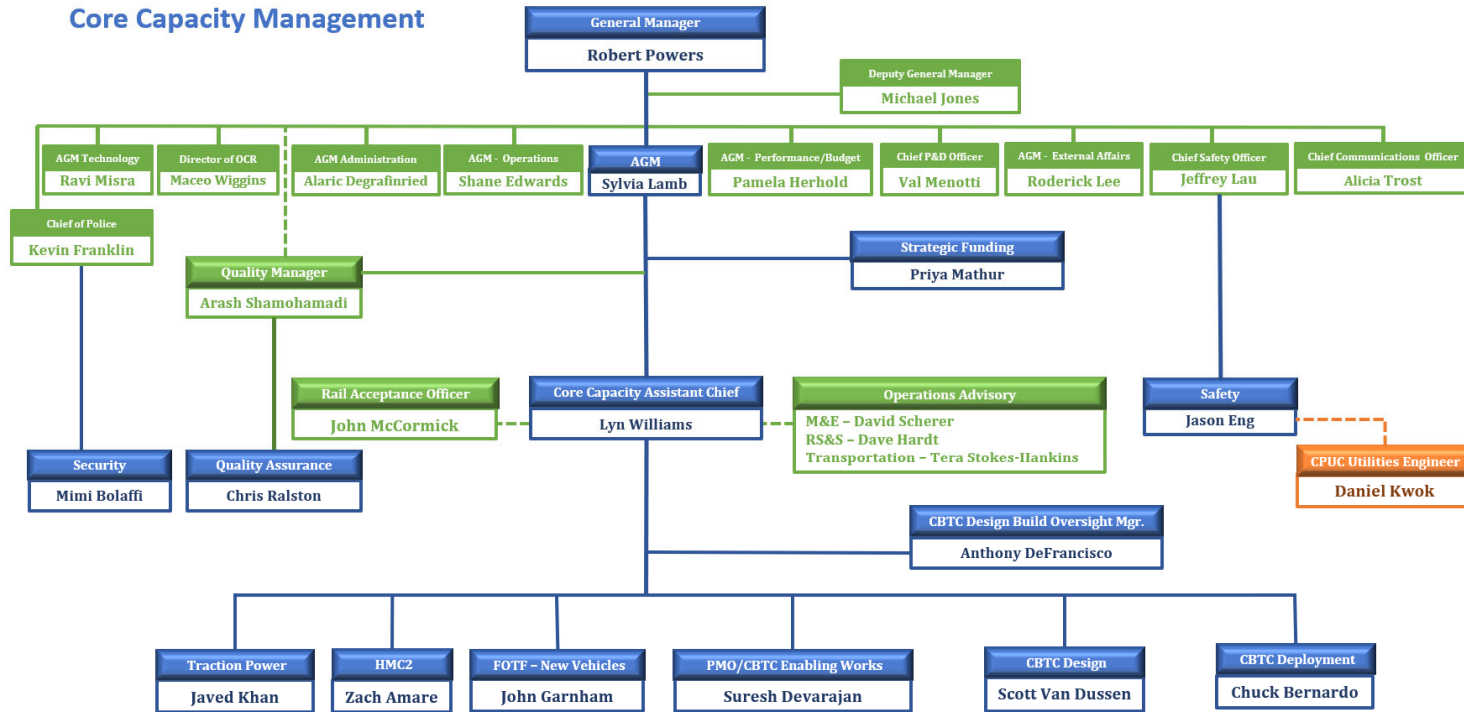 Core Capacity Management
General Manager
Robert Powers
Deputy General Manager
Michael Jones
AGM Technology
Ravi Misra
Director of OCR
Maceo Wiggins
AGM Administration
Alaric Degrafinried
AGM - Operations
Shane Edwards
AGM
Sylvia Lamb
AGM - Performance/Budget
Pamela Herhold
Chief P&D Officer
Val Menotti
AGM - External Affairs
Roderick Lee
Chief Safety Officer
Jeffrey Lau
Chief Communications Officer
Alicia Trost
Chief of Police
Kevin Franklin
Quality Manager
Arash Shamohamadi
Strategic Funding
Priya Mathur
Rail Acceptance Officer
John McCormick
Core Capacity Assistant Chief
Lyn Williams
Operations Advisory
M&E – David Scherer
RS&S – Dave Hardt
Transportation – Tera Stokes-Hankins
Safety
Jason Eng
Security
Mimi Bolaffi
Quality Assurance
Chris Ralston
CPUC Utilities Engineer
Daniel Kwok
CBTC Design Build Oversight Mgr.
Anthony DeFrancisco
Traction Power
Javed Khan
HMC2
Zach Amare
FOTF – New Vehicles
John Garnham
PMO/CBTC Enabling Works
Suresh Devarajan
CBTC Design
Scott Van Dussen
CBTC Deployment
Chuck Bernardo